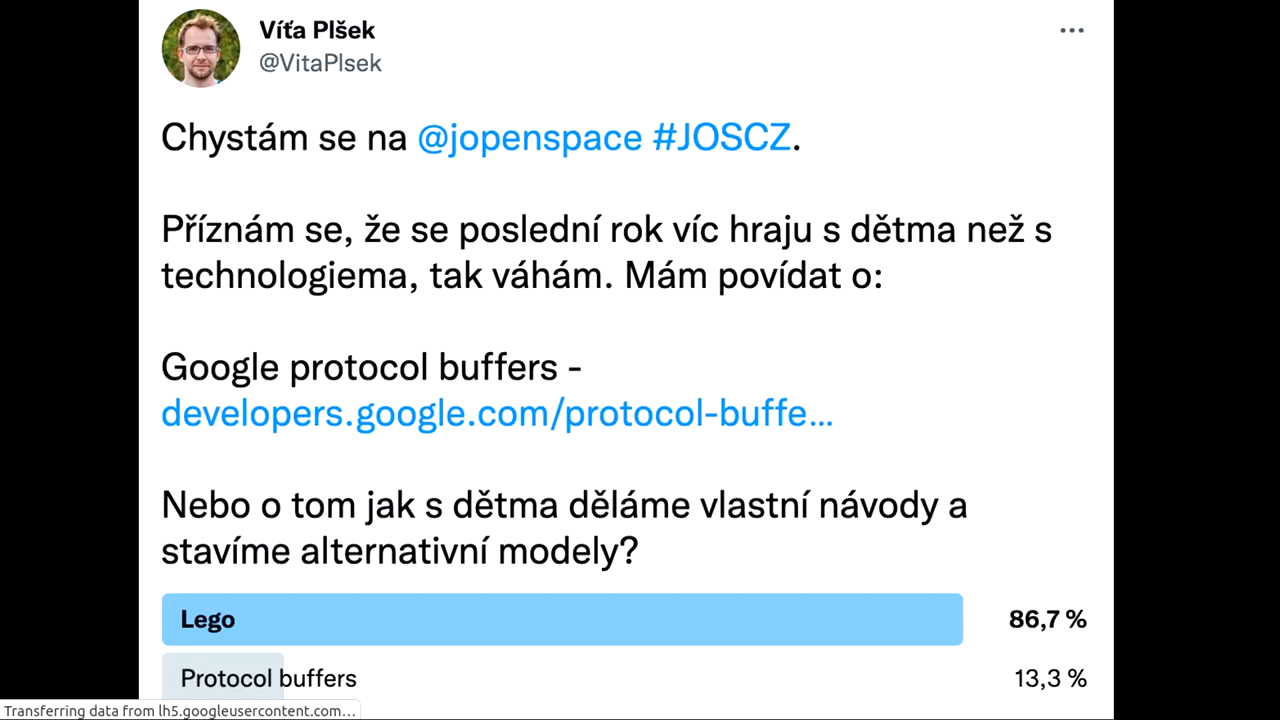 Víťa Plšek
@VitaPlsek
Chystám se na @jopenspace #JOSCZ.
Příznám se, že se poslední rok víc hraju s dětma než s
technologiema, tak váhám. Mám povídat o:
Google protocol buffers -
developers.google.com/protocol-buffe...
Nebo o tom jak s dětma děláme vlastní návody a
stavíme alternativní modely?
Lego 86,7 %
Protocol buffers 13,3 %
Transferring data from lh5.googleusercontent.com...